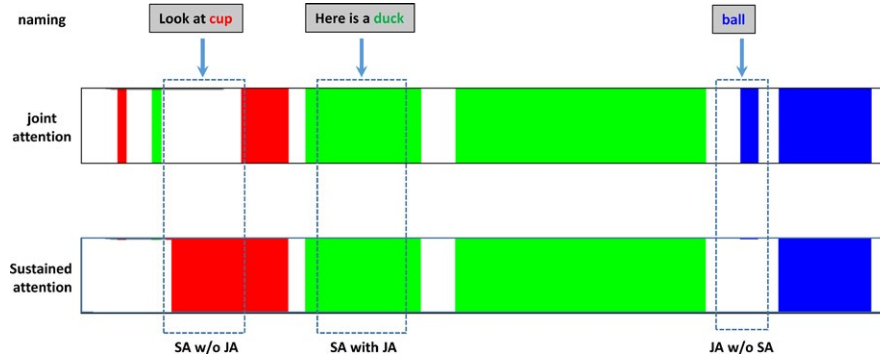 naming
Look at cup
Here is a duck
ball
joint
attention
Sustained
attention
SA w/o JA
SA with JA
JA w/o SA